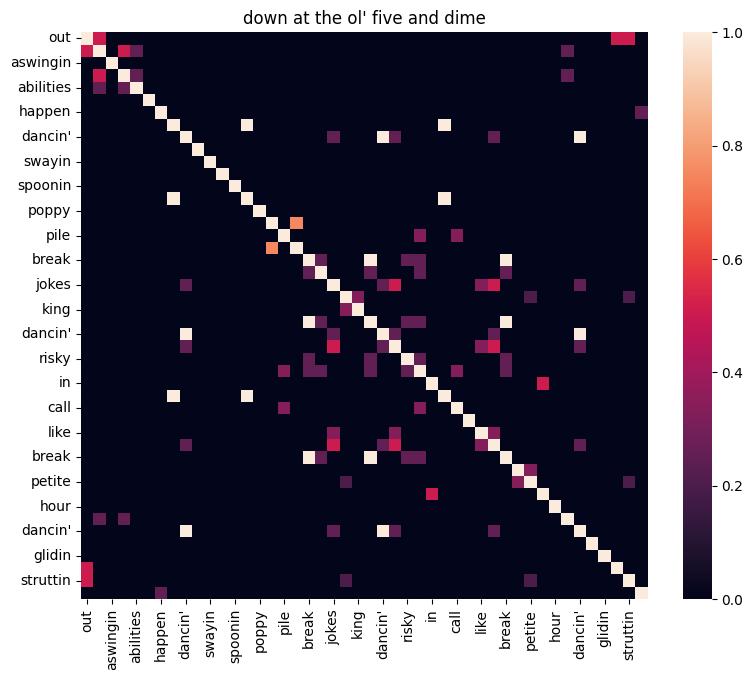 down at the ol' five and dime
out
aswingin
abilities
happen
dancin'
swayin
spoonin
poppy
pile
break
jokes
king
dancin'
risky
in
call
like
break
petite
hour
dancin'
glidin
struttin
1.0
0.8
0.6
0.4
0.2
0.0
out
aswingin
abilities
happen
dancin'
swayin
spoonin
poppy
pile
break
jokes
king
dancin'
risky
in
call
like
break
petite
hour
dancin'
glidin
struttin